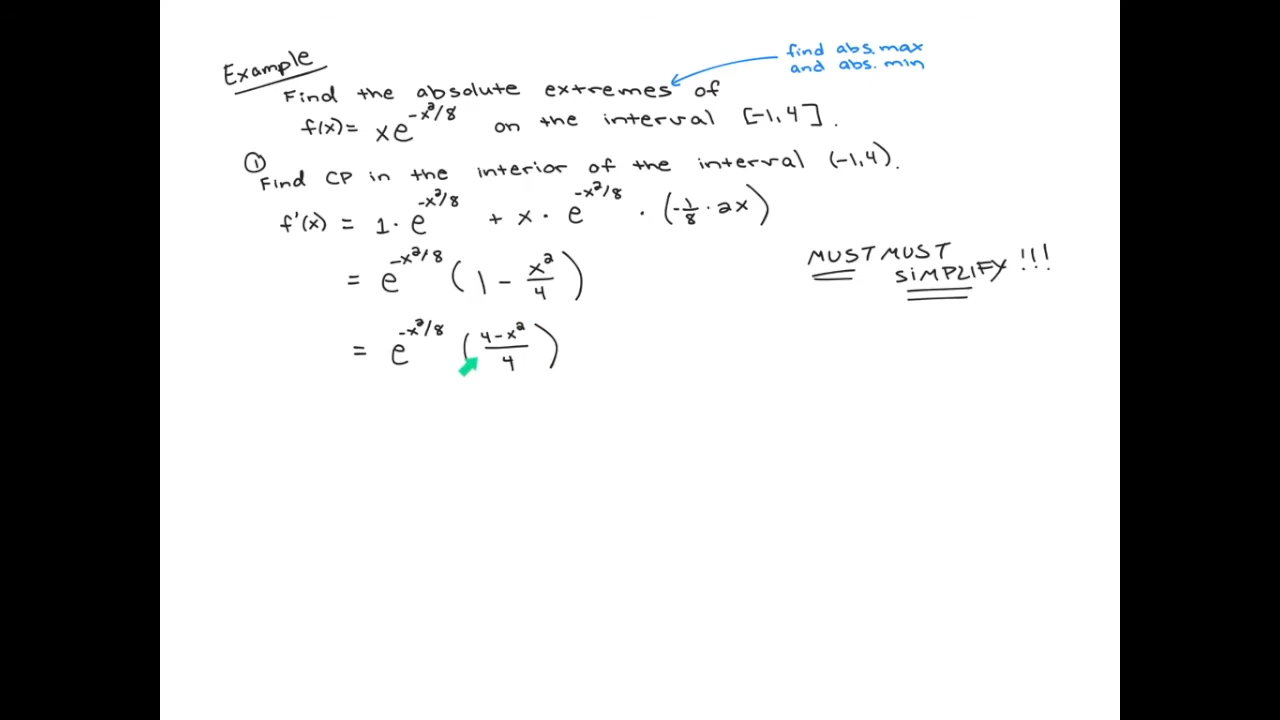 Example
find abs. max
and abs. min
Find the absolute extremes of
f(x) = xe^{-x²/8} on the interval [-1,4].
① Find CP in the interior of the interval (-1,4).
f'(x) = 1 · e^{-x²/8} + x · e^{-x²/8} · (-1/8 · 2x)
= e^{-x²/8} (1 - x²/4)
MUST MUST
SIMPLIFY!!!
= e^{-x²/8} ((4-x²)/4)